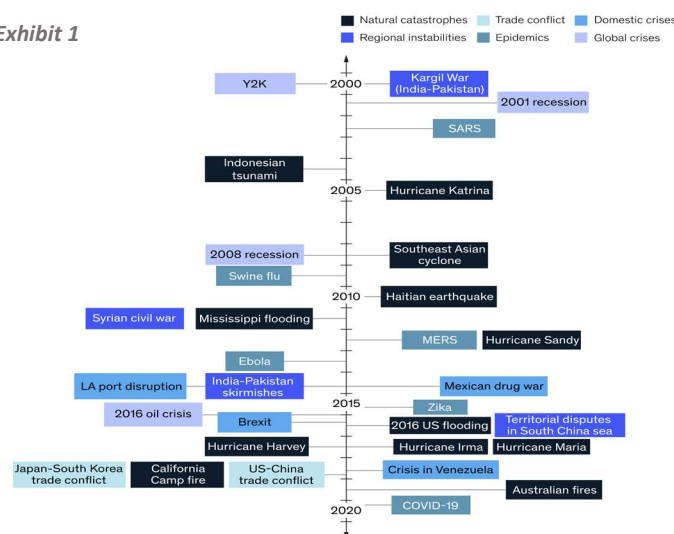 Exhibit 1
Natural catastrophes
Trade conflict
Domestic crises
Regional instabilities
Epidemics
Global crises
Y2K
2000
Kargil War
(India-Pakistan)
2001 recession
SARS
Indonesian
tsunami
2005
Hurricane Katrina
2008 recession
Southeast Asian
cyclone
Swine flu
2010
Haitian earthquake
Syrian civil war
Mississippi flooding
MERS
Hurricane Sandy
Ebola
LA port disruption
India-Pakistan
skirmishes
Mexican drug war
2015
Zika
2016 oil crisis
Brexit
2016 US flooding
Territorial disputes
in South China sea
Hurricane Harvey
Hurricane Irma
Hurricane Maria
Japan-South Korea
trade conflict
California
Camp fire
US-China
trade conflict
Crisis in Venezuela
Australian fires
COVID-19
2020